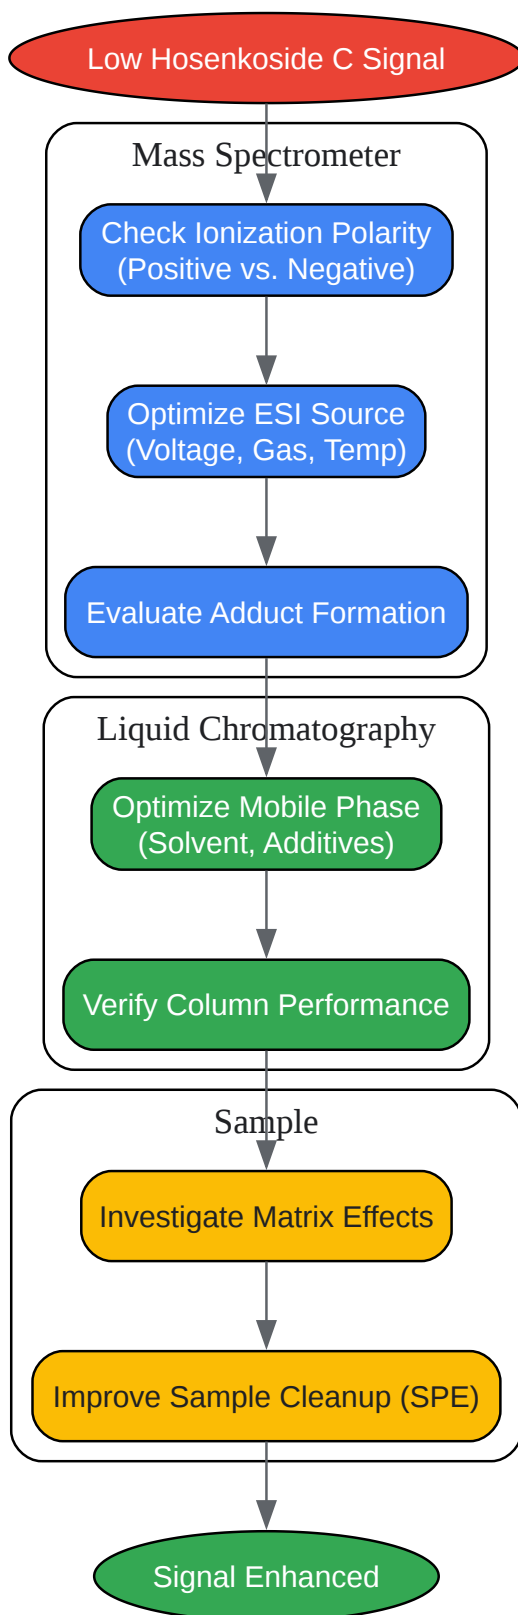 Low Hosenkoside C Signal
Mass Spectrometer
Check Ionization Polarity
(Positive vs. Negative)
Optimize ESI Source
(Voltage, Gas, Temp)
Evaluate Adduct Formation
Liquid Chromatography
Optimize Mobile Phase
(Solvent, Additives)
Verify Column Performance
Sample
Investigate Matrix Effects
Improve Sample Cleanup (SPE)
Signal Enhanced